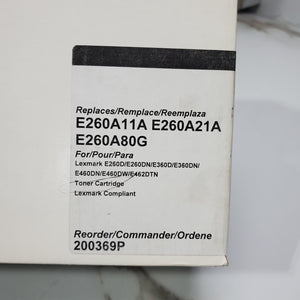 Replaces/Remplace/Reemplaza
E260A11A E260A21A
E260A80G
For/Pour/Para
Lexmark E260D/E260DN/E360D/E360DN/
E460DN/E460DW/E462DTN
Toner Cartridge
Lexmark Compliant
Reorder/Commander/Ordene
200369P